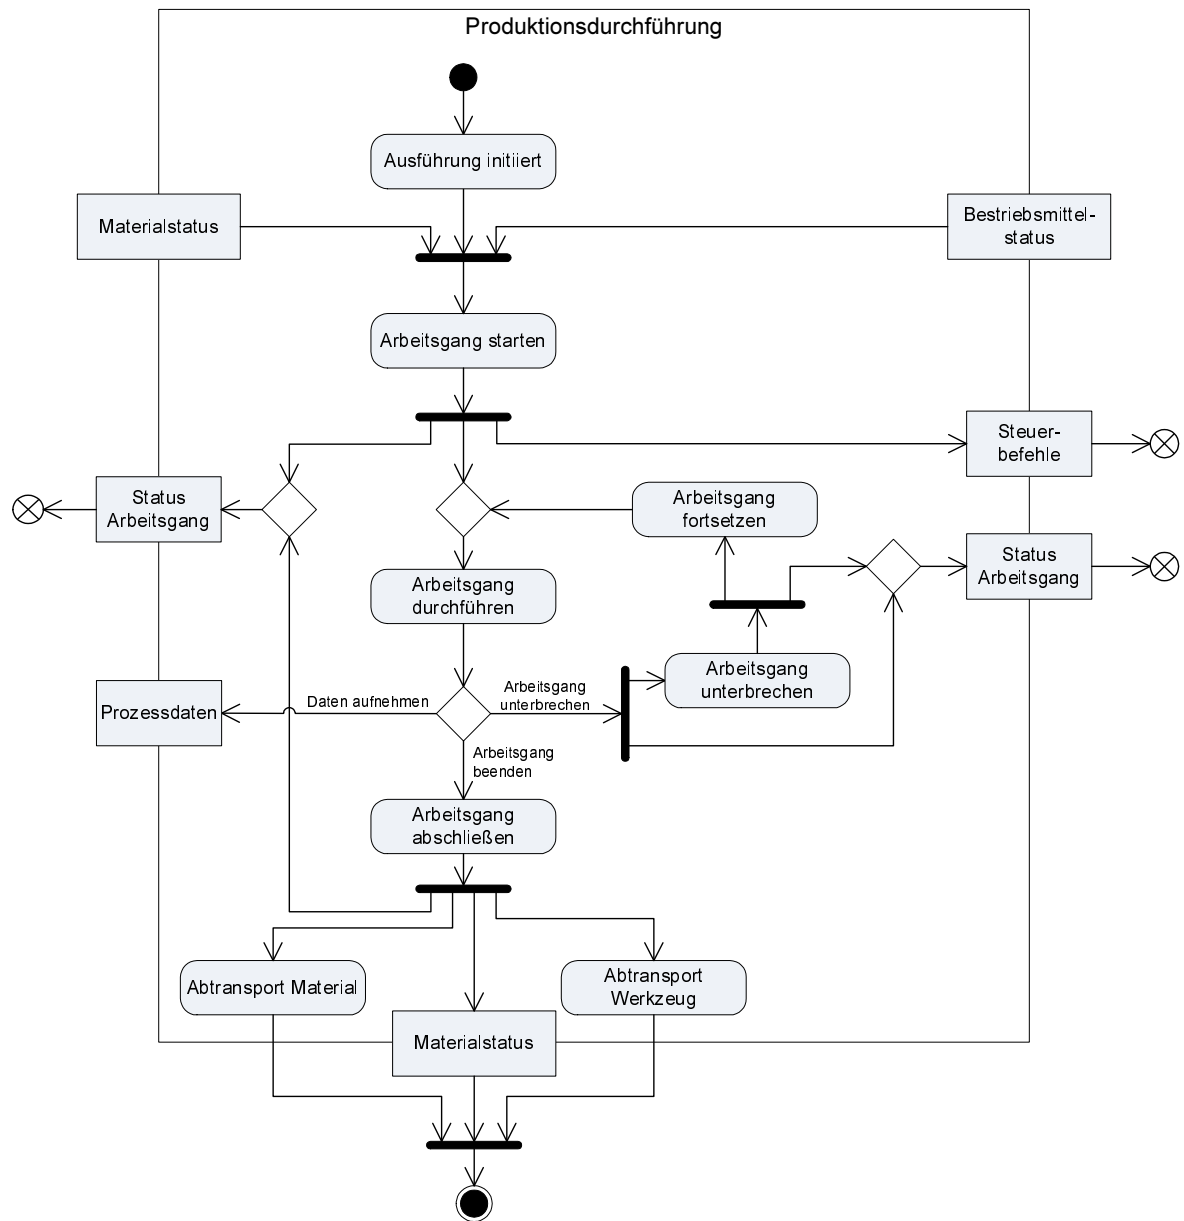 Produktionsdurchführung
Ausführung initiiert
Materialstatus
Bestriebsmittel-
status
Arbeitsgang starten
Steuer-
befehle
Status
Arbeitsgang
Arbeitsgang
fortsetzen
Status
Arbeitsgang
Arbeitsgang
durchführen
Arbeitsgang
unterbrechen
Prozessdaten
Daten aufnehmen
Arbeitsgang
unterbrechen
Arbeitsgang
beenden
Arbeitsgang
abschließen
Abtransport Material
Abtransport
Werkzeug
Materialstatus